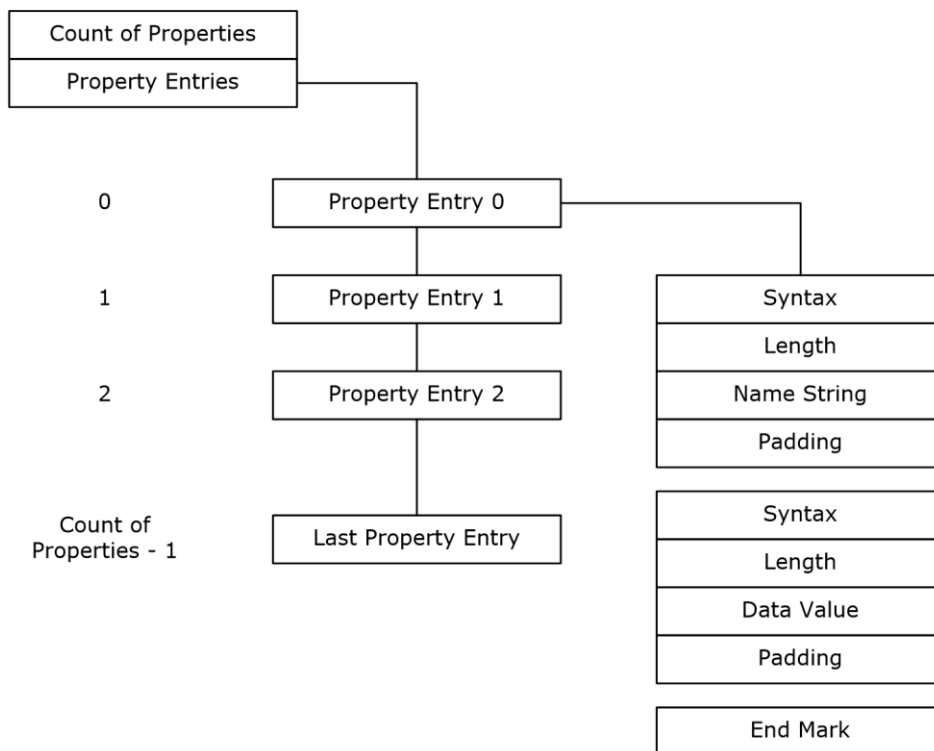 Count of Properties
Property Entries
0
Property Entry 0
1
Property Entry 1
Syntax
Length
2
Property Entry 2
Name String
Padding
Count of
Properties - 1
Last Property Entry
Syntax
Length
Data Value
Padding
End Mark